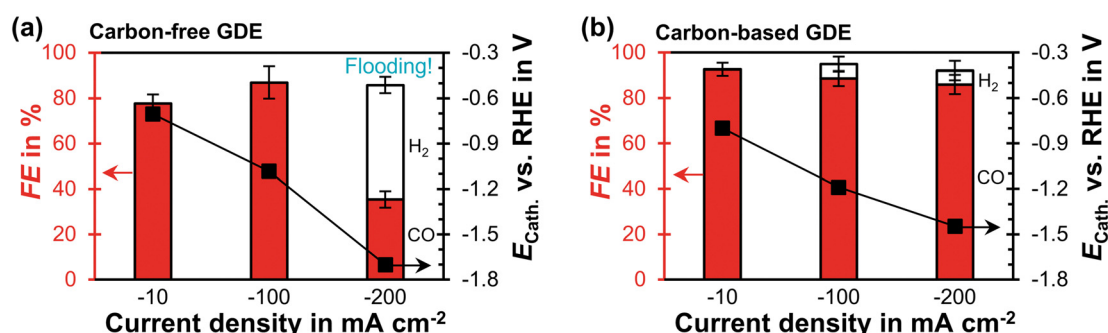 (a) Carbon-free GDE
100
80
60
40
20
0
FE in %
Flooding!
H₂
CO
-0.3
-0.6
-0.9
-1.2
-1.5
-1.8
E_Cath. vs. RHE in V
-10 -100 -200
Current density in mA cm⁻²
(b) Carbon-based GDE
100
80
60
40
20
0
FE in %
H₂
CO
-0.3
-0.6
-0.9
-1.2
-1.5
-1.8
E_Cath. vs. RHE in V
-10 -100 -200
Current density in mA cm⁻²